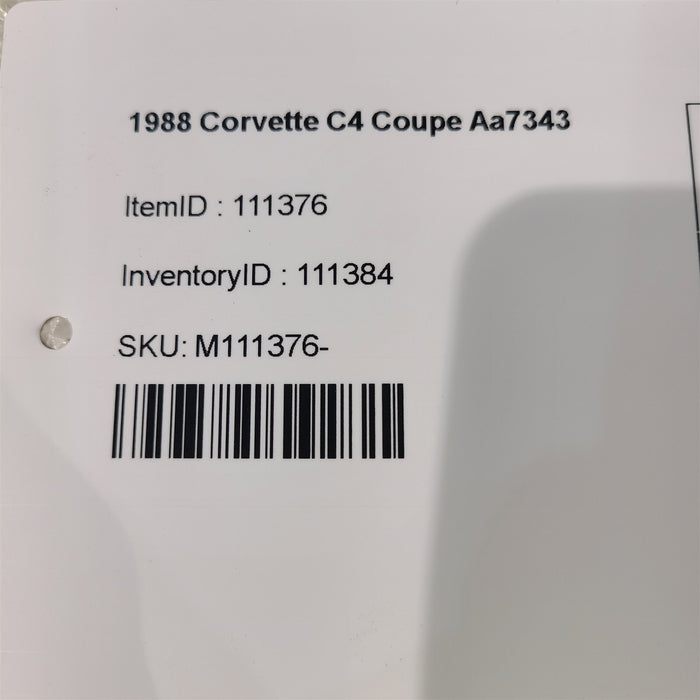 1988 Corvette C4 Coupe Aa7343
ItemID : 111376
InventoryID : 111384
SKU: M111376-